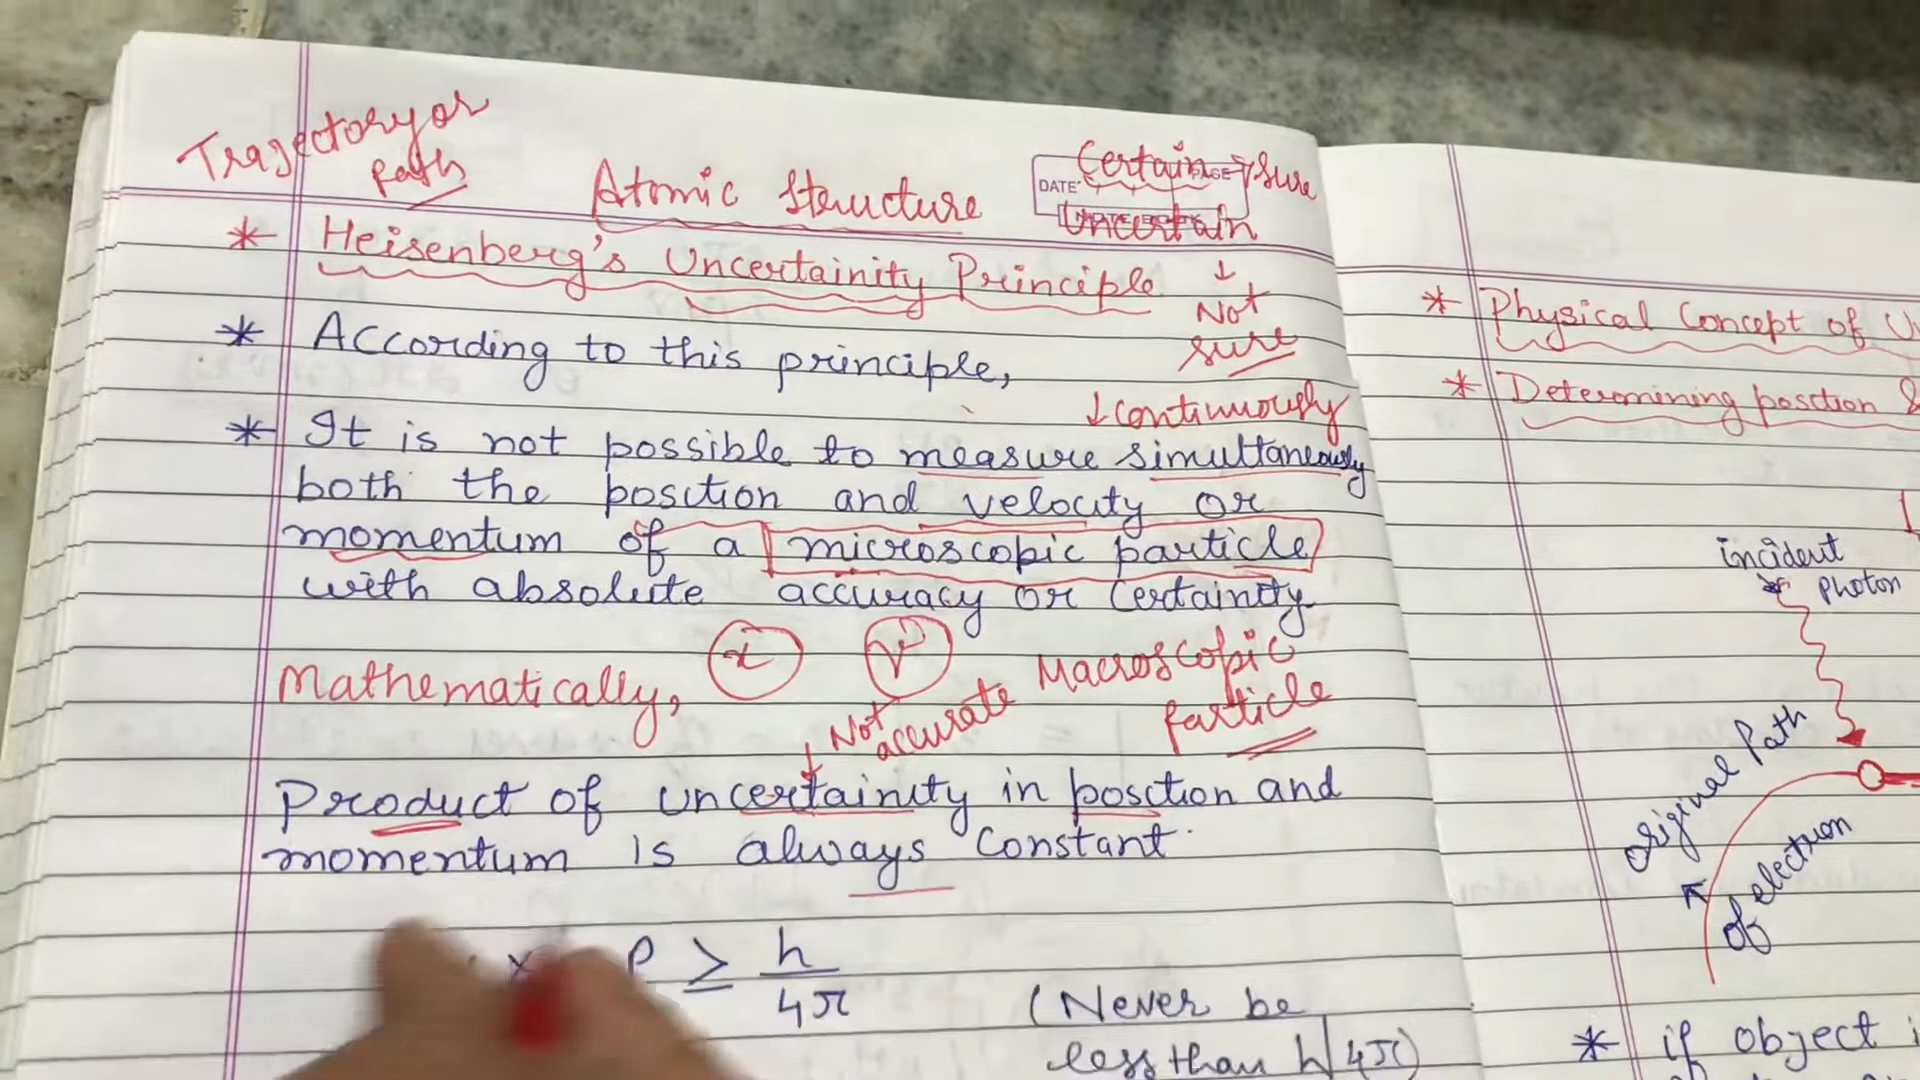 Trajectory or
Path
Atomic Structure
Certain → Sure
DATE
Uncertain
↓
Not
sure
* Heisenberg's Uncertainity Principle
* According to this principle,
↓ continuously
* It is not possible to measure simultaneously
both the position and velocity or
momentum of a microscopic particle
with absolute accuracy or certainity
Mathematically, x v Macroscopic
Particle
Not
accurate
Product of uncertainity in position and
momentum is always constant.
x p ≥ h
4π
(Never be
less than h/4π)
* Physical Concept of
* Determining position &
incident
photon
original Path
of electron
* if object